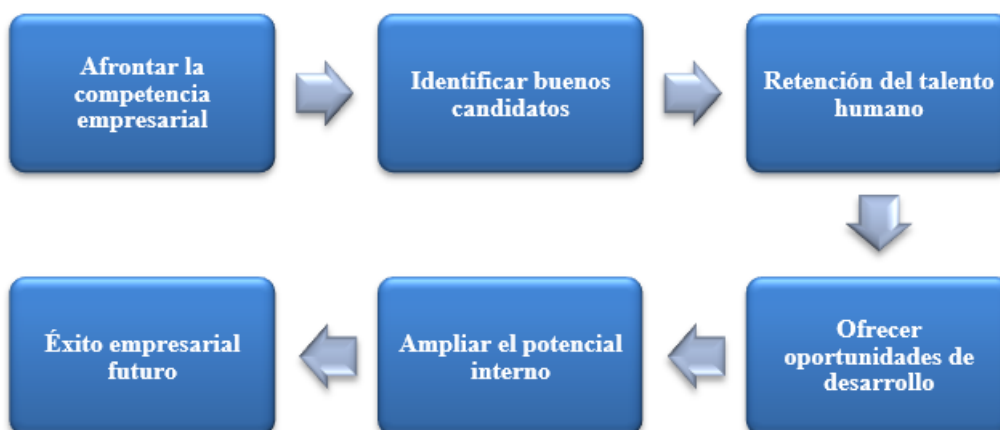 Afrontar la
competencia
empresarial
Identificar buenos
candidatos
Retención del talento
humano
Ofrecer
oportunidades de
desarrollo
Ampliar el potencial
interno
Éxito empresarial
futuro